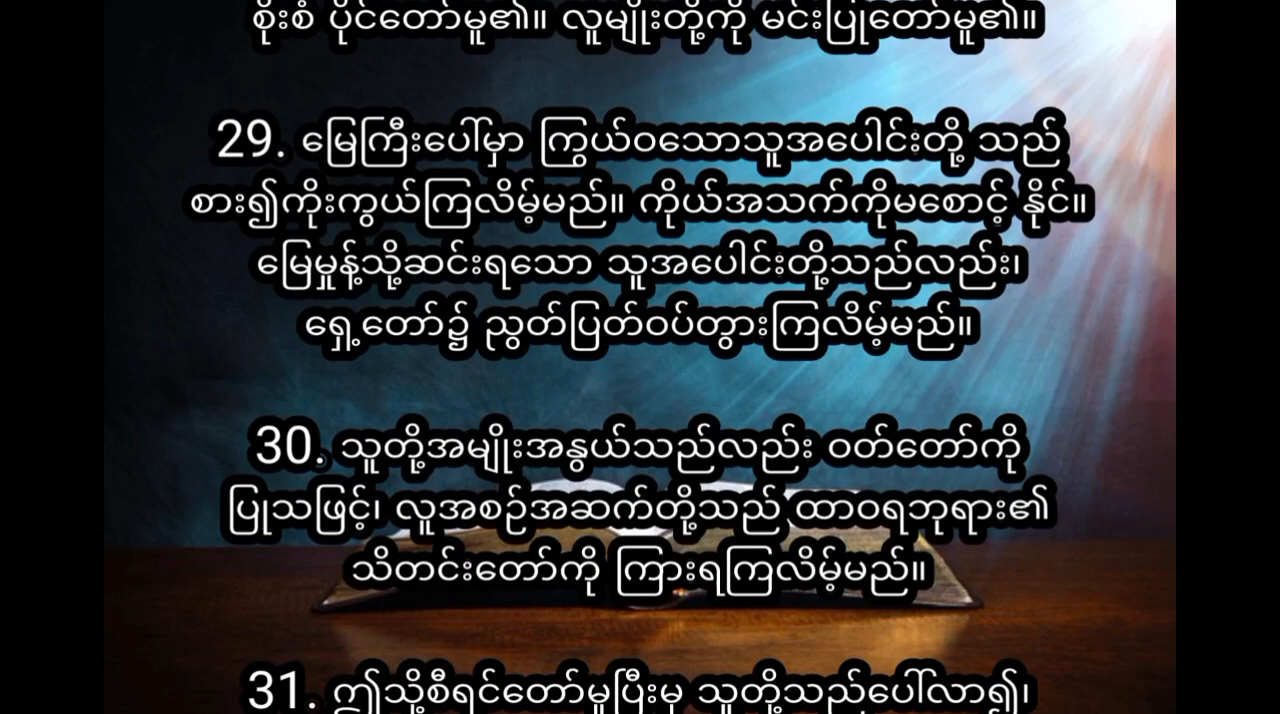 စိုးစံ ပိုင်တော်မူ၏။ လူမျိုးတို့ကို မင်းပြုတော်မူ၏။
29. မြေကြီးပေါ်မှာ ကြွယ်ဝသောသူအပေါင်းတို့ သည်
စား၍ကိုးကွယ်ကြလိမ့်မည်။ ကိုယ်အသက်ကိုမစောင့် နိုင်။
မြေမှုန့်သို့ဆင်းရသော သူအပေါင်းတို့သည်လည်း၊
ရှေ့တော်၌ ညွတ်ပြတ်ဝပ်တွားကြလိမ့်မည်။
30. သူတို့အမျိုးအနွယ်သည်လည်း ဝတ်တော်ကို
ပြုသဖြင့်၊ လူအစဉ်အဆက်တို့သည် ထာဝရဘုရား၏
သိတင်းတော်ကို ကြားရကြလိမ့်မည်။
31. ဤသို့စီရင်တော်မူပြီးမှ သူတို့သည်ပေါ်လာ၍၊